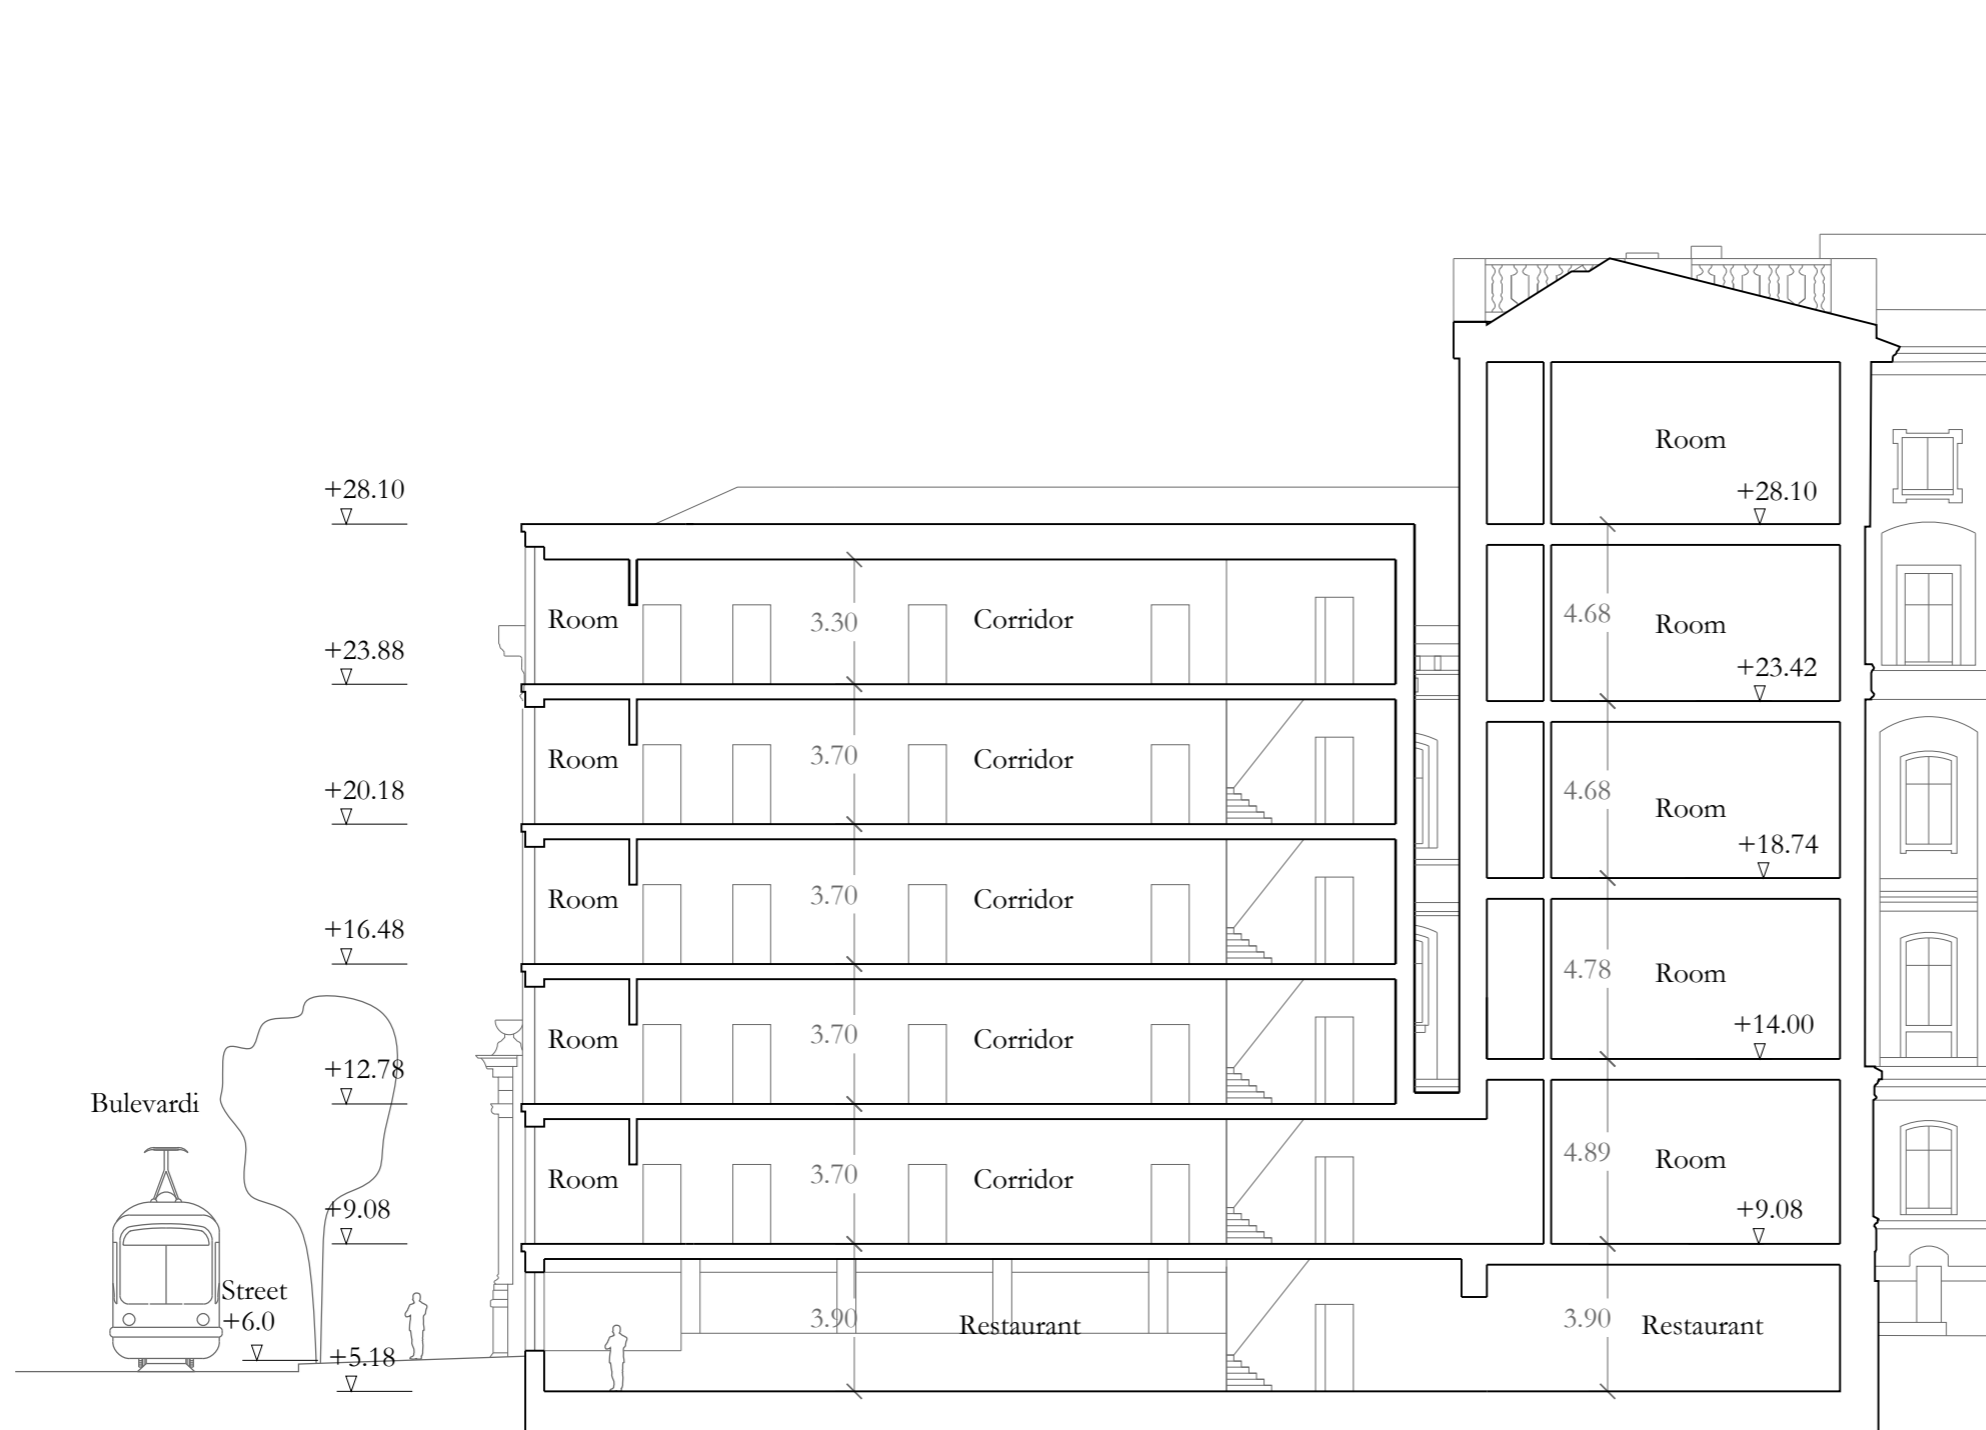 +28.10
+28.10
Room
+23.88
Room
3.30
Corridor
4.68
Room
+23.42
+20.18
Room
3.70
Corridor
4.68
Room
+18.74
+16.48
Room
3.70
Corridor
4.78
Room
+14.00
+12.78
Room
3.70
Corridor
Bulevardi
+9.08
Room
3.70
Corridor
4.89
Room
+9.08
Street
+6.0
+5.18
3.90
Restaurant
3.90
Restaurant